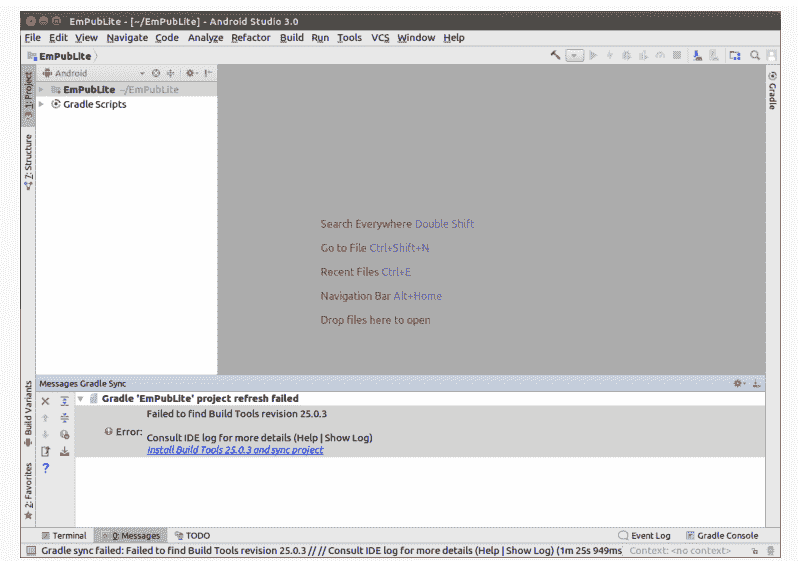 EmPubLite - [~/EmPubLite] - Android Studio 3.0
File Edit View Navigate Code Analyze Refactor Build Run Tools VCS Window Help
EmPubLite
Android
1: Project
EmPubLite ~/EmPubLite
Gradle Scripts
Gradle
7: Structure
Search Everywhere Double Shift
Go to File Ctrl+Shift+N
Recent Files Ctrl+E
Navigation Bar Alt+Home
Drop files here to open
Messages Gradle Sync
Build Variants
2: Favorites
Gradle 'EmPubLite' project refresh failed
Failed to find Build Tools revision 25.0.3
Error:
Consult IDE log for more details (Help | Show Log)
Install Build Tools 25.0.3 and sync project
?
Terminal 0: Messages TODO Event Log Gradle Console
Gradle sync failed: Failed to find Build Tools revision 25.0.3 // // Consult IDE log for more details (Help | Show Log) (1m 25s 949ms) Context: <no context>